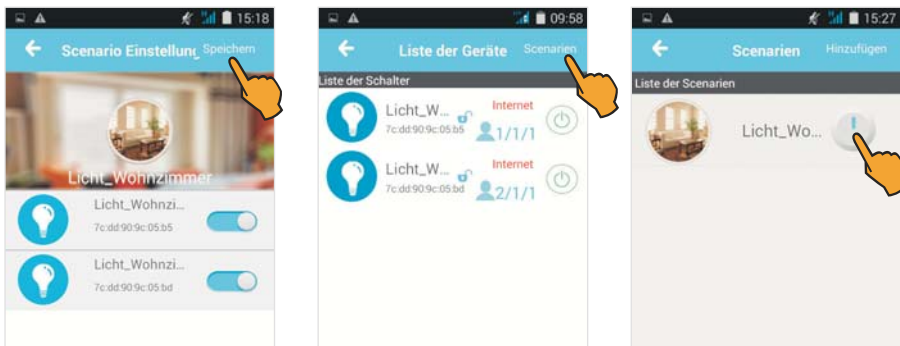 15:18
Scenario Einstellung Speichern
Licht_Wohnzimmer
Licht_Wohnzi...
7c:dd:90:9c:05:b5
Licht_Wohnzi...
7c:dd:90:9c:05:bd
09:58
Liste der Geräte Scenarien
Liste der Schalter
Licht_W... Internet
7c:dd:90:9c:05:b5 1/1/1
Licht_W... Internet
7c:dd:90:9c:05:bd 2/1/1
15:27
Scenarien Hinzufügen
Liste der Scenarien
Licht_Wo...